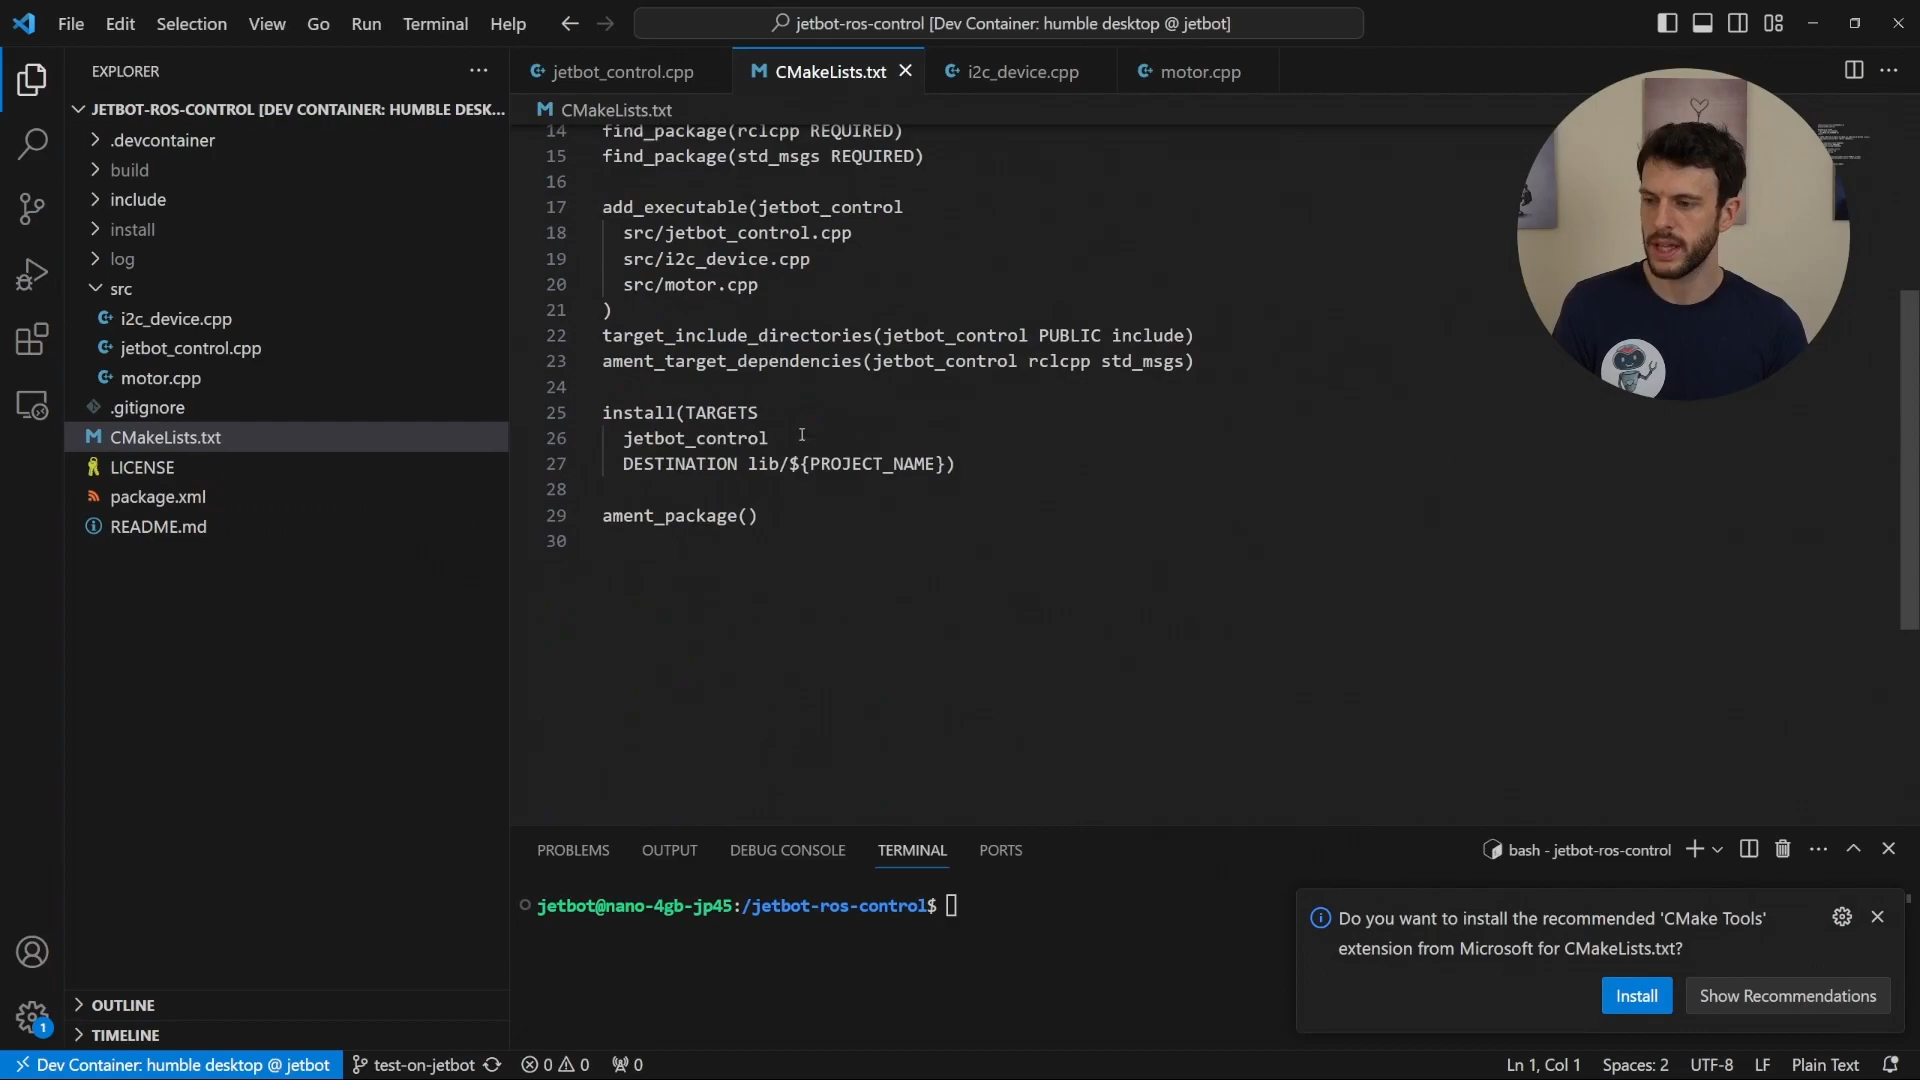 File Edit Selection View Go Run Terminal Help
jetbot-ros-control [Dev Container: humble desktop @ jetbot]
EXPLORER
JETBOT-ROS-CONTROL [DEV CONTAINER: HUMBLE DESK...
.devcontainer
build
include
install
log
src
i2c_device.cpp
jetbot_control.cpp
motor.cpp
.gitignore
CMakeLists.txt
LICENSE
package.xml
README.md
OUTLINE
TIMELINE
jetbot_control.cpp CMakeLists.txt i2c_device.cpp motor.cpp
CMakeLists.txt
14 find_package(rclcpp REQUIRED)
15 find_package(std_msgs REQUIRED)
16
17 add_executable(jetbot_control
18 src/jetbot_control.cpp
19 src/i2c_device.cpp
20 src/motor.cpp
21 )
22 target_include_directories(jetbot_control PUBLIC include)
23 ament_target_dependencies(jetbot_control rclcpp std_msgs)
24
25 install(TARGETS
26 jetbot_control
27 DESTINATION lib/${PROJECT_NAME})
28
29 ament_package()
30
PROBLEMS OUTPUT DEBUG CONSOLE TERMINAL PORTS
bash - jetbot-ros-control
jetbot@nano-4gb-jp45:/jetbot-ros-control$
Do you want to install the recommended 'CMake Tools'
extension from Microsoft for CMakeLists.txt?
Install Show Recommendations
1
Dev Container: humble desktop @ jetbot test-on-jetbot 0 0 0
Ln 1, Col 1 Spaces: 2 UTF-8 LF Plain Text